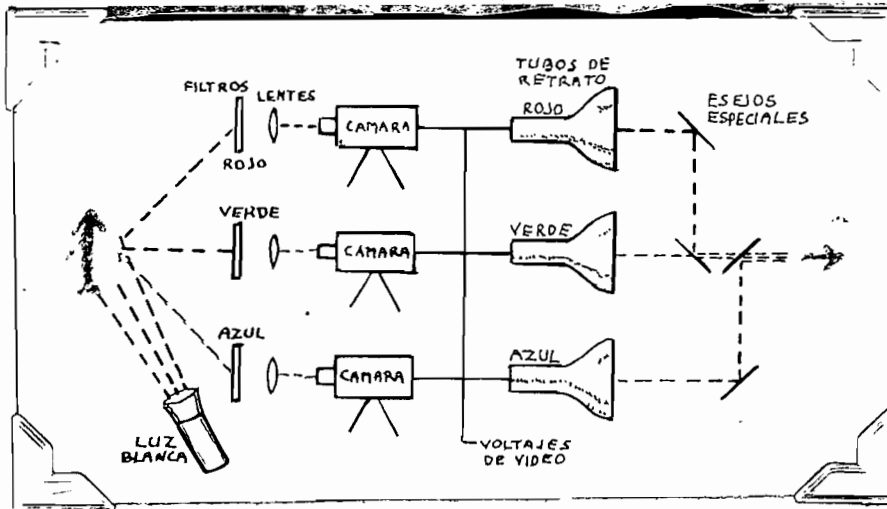 FILTROS
LENTES
ROJO
CAMARA
TUBOS DE
RETRATO
ROJO
ESEJOS
ESPECIALES
VERDE
CÁMARA
VERDE
AZUL
CAMARA
AZUL
LUZ
BLANCA
VOLTAJES
DE VIDEO